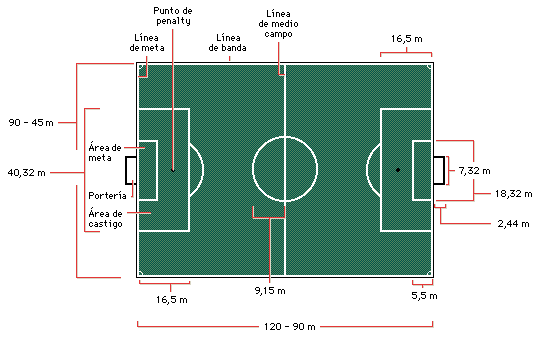 Punto de
penalty
Línea
de meta
Línea
de banda
Línea
de medio
campo
16,5 m
90 – 45 m
Área de
meta
40,32 m
Portería
Área de
castigo
7,32 m
18,32 m
2,44 m
16,5 m
9,15 m
5,5 m
120 – 90 m